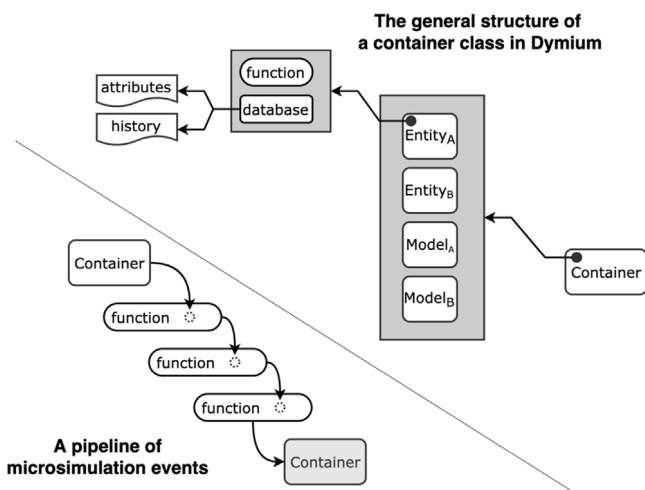 The general structure of
a container class in Dymium
function
attributes
database
history
EntityA
EntityB
ModelA
ModelB
Container
Container
function
function
function
A pipeline of
microsimulation events
Container